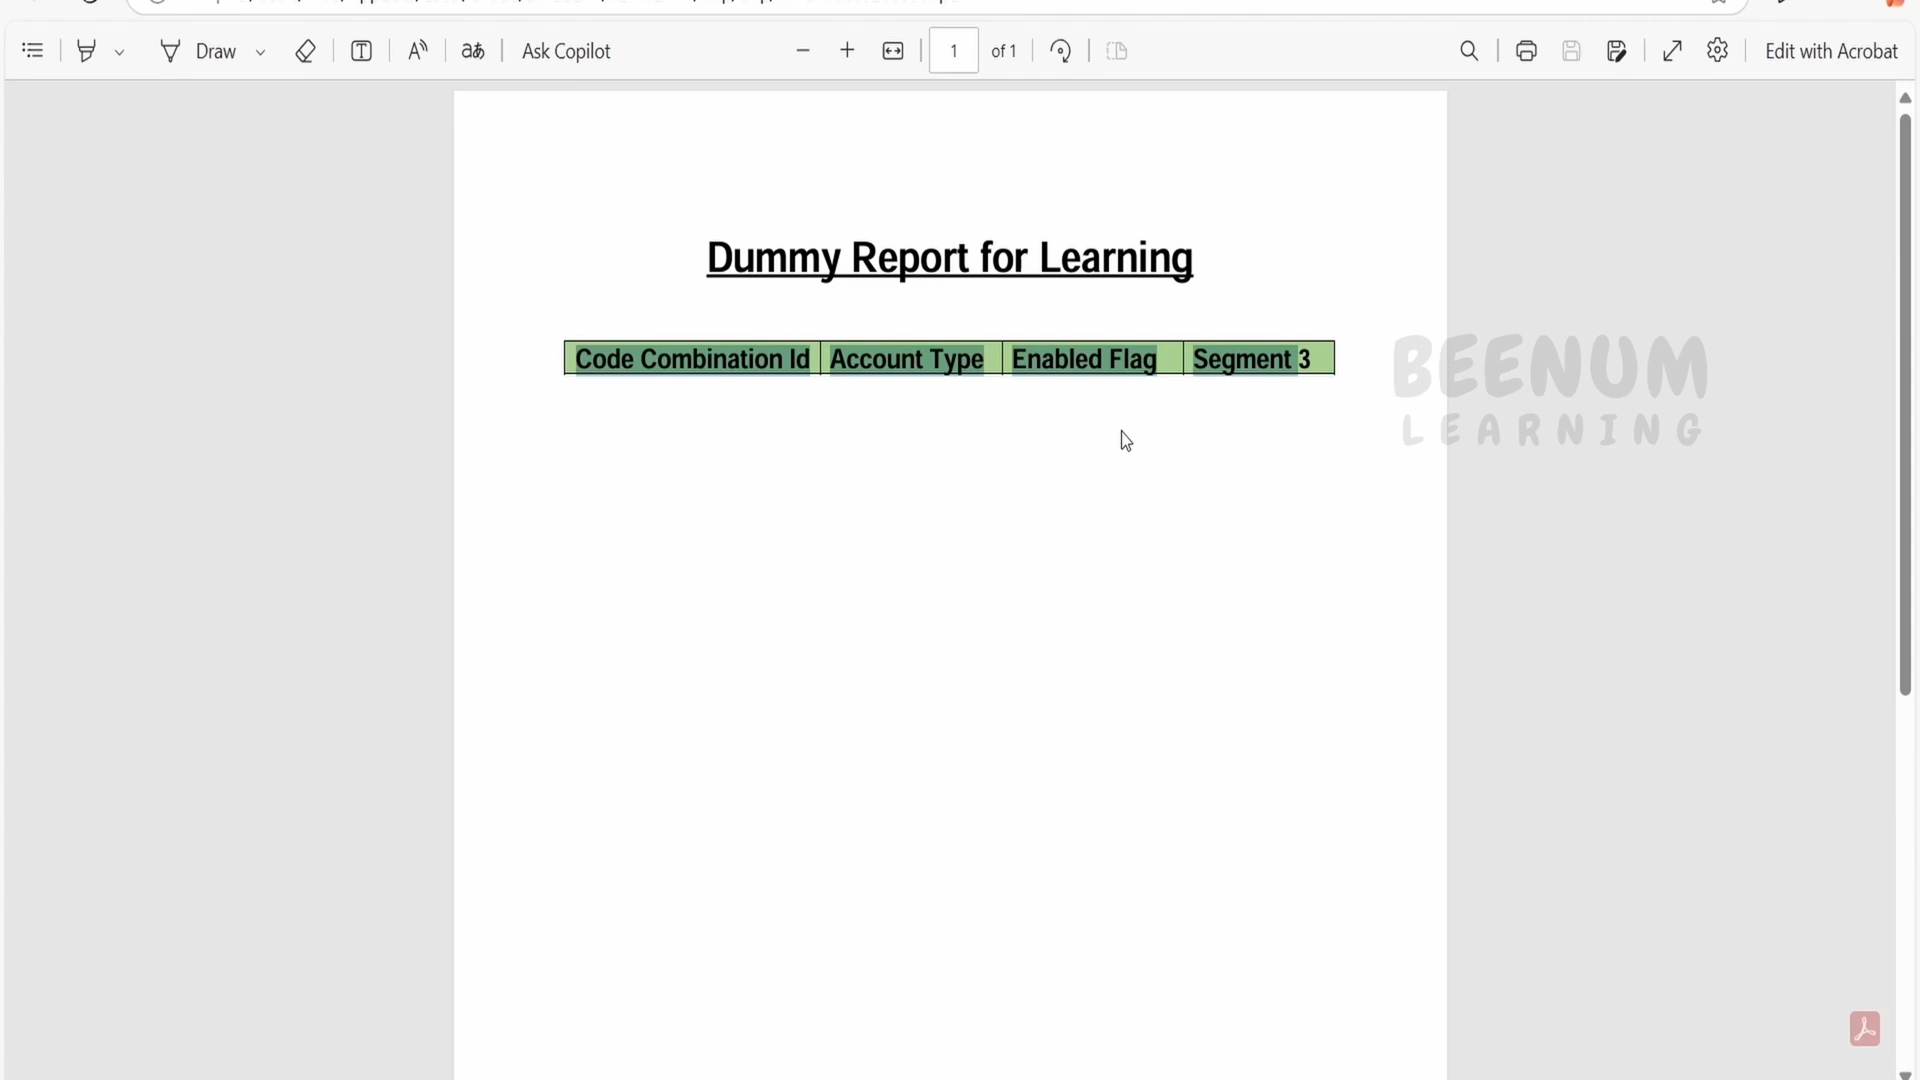 Draw Ask Copilot 1 of 1 Edit with Acrobat
Dummy Report for Learning
Code Combination Id Account Type Enabled Flag Segment 3
BEENUM
LEARNING